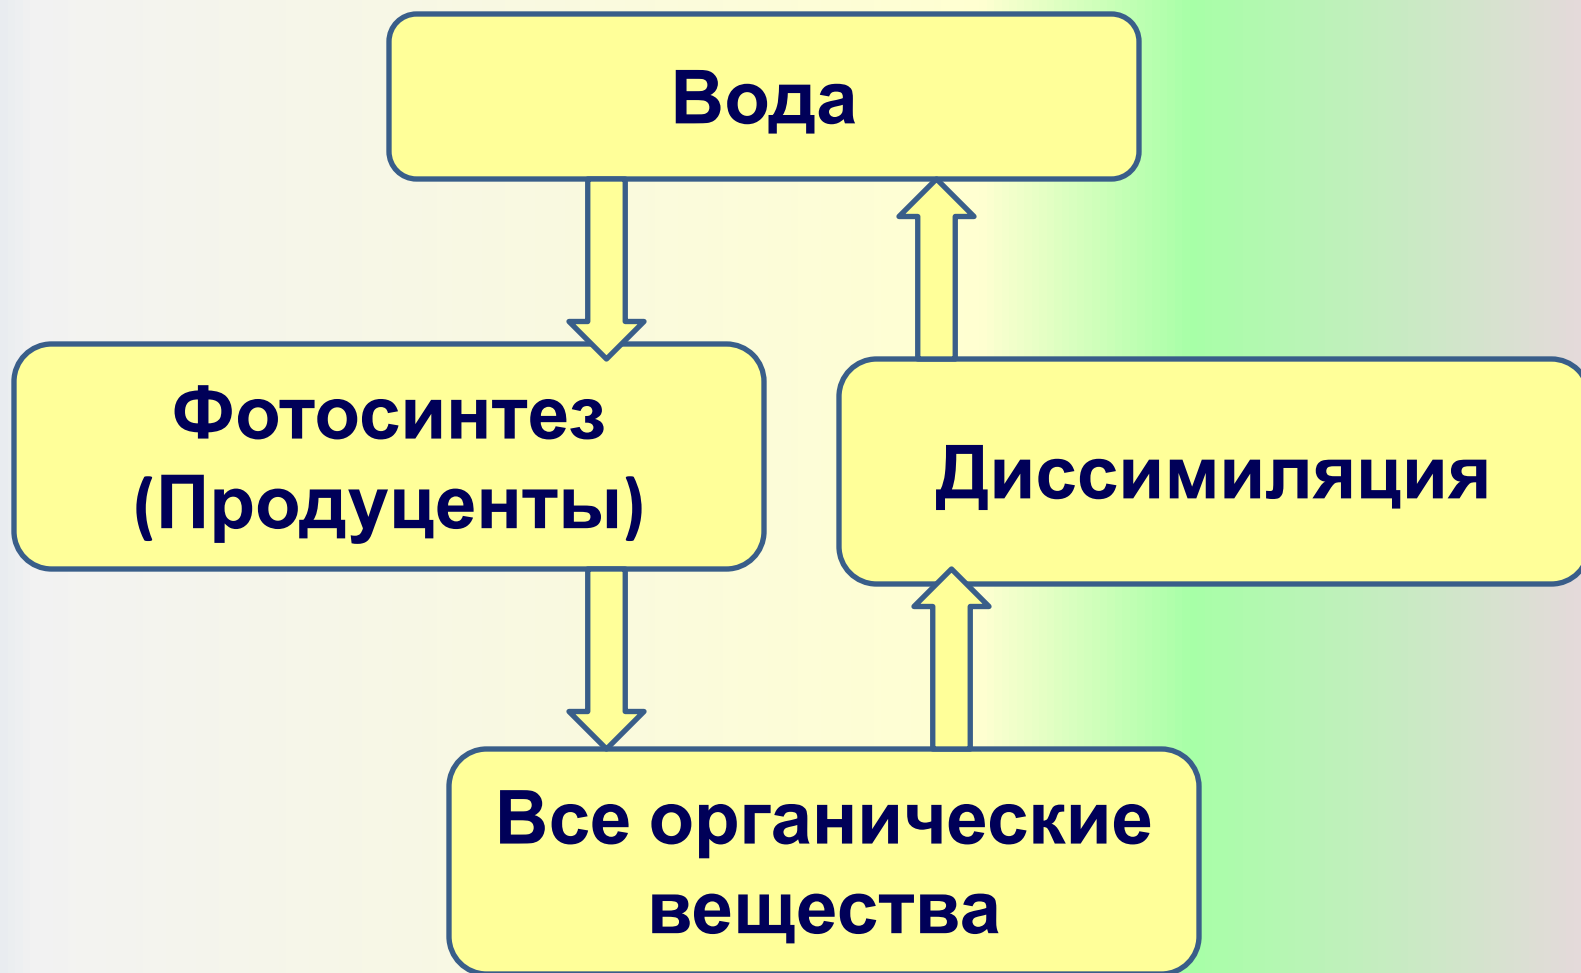 Вода
Фотосинтез
(Продуценты)
Диссимиляция
Все органические
вещества